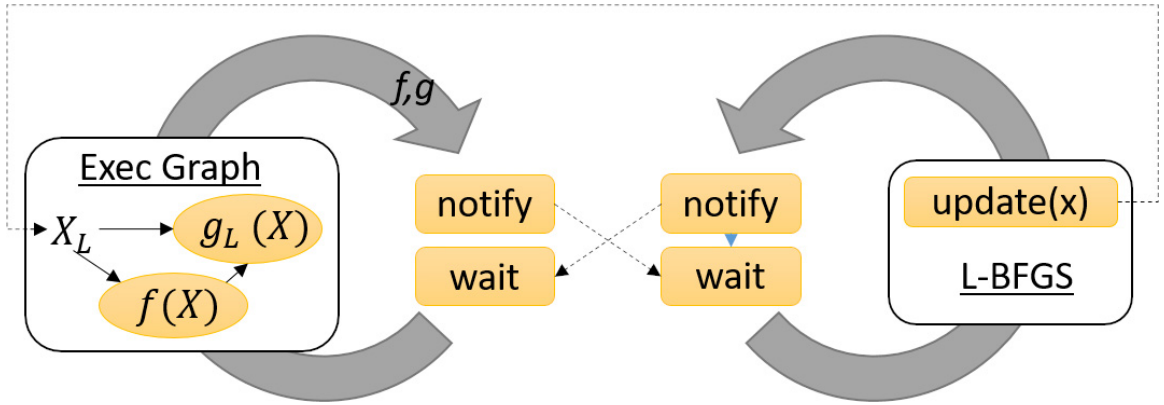 f,g
Exec Graph
X_L
g_L (X)
f(X)
notify
wait
notify
wait
update(x)
L-BFGS